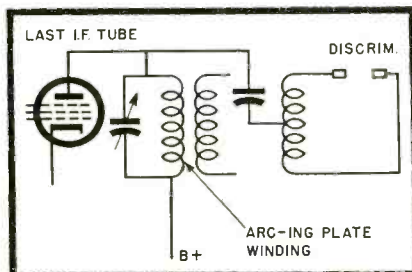 LAST I.F. TUBE
DISCRIM.
B+
ARC-ING PLATE
WINDING